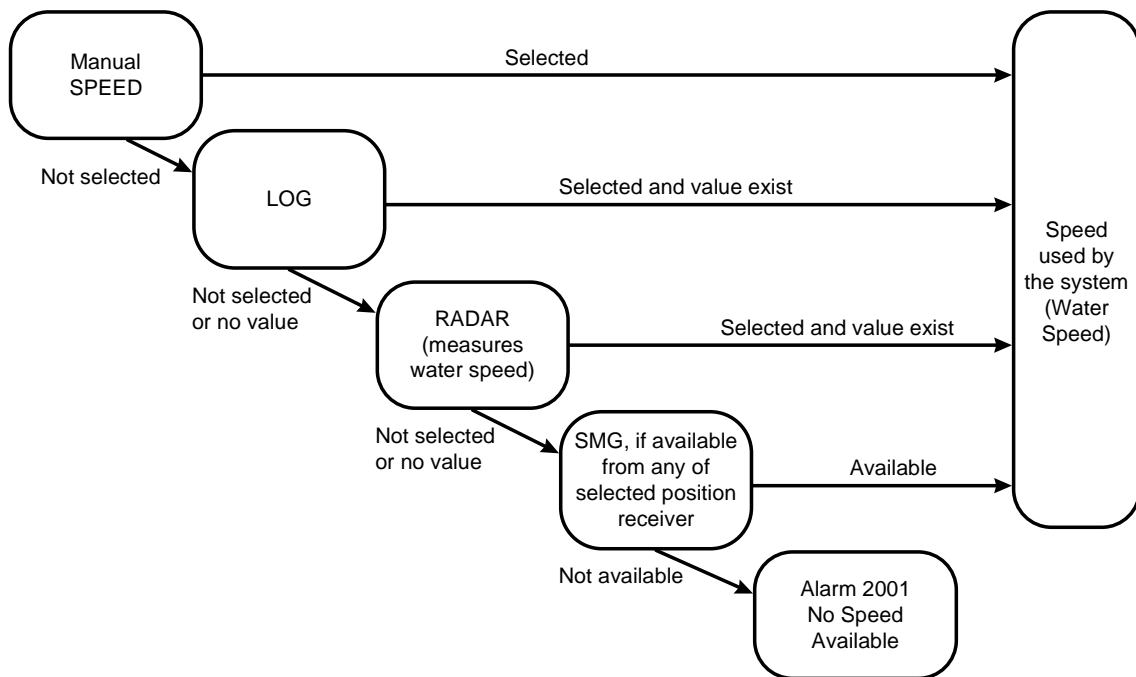 Manual
SPEED
Selected
Not selected
LOG
Selected and value exist
Not selected
or no value
RADAR
(measures
water speed)
Selected and value exist
Not selected
or no value
SMG, if available
from any of
selected position
receiver
Available
Not available
Alarm 2001
No Speed
Available
Speed
used by
the system
(Water
Speed)